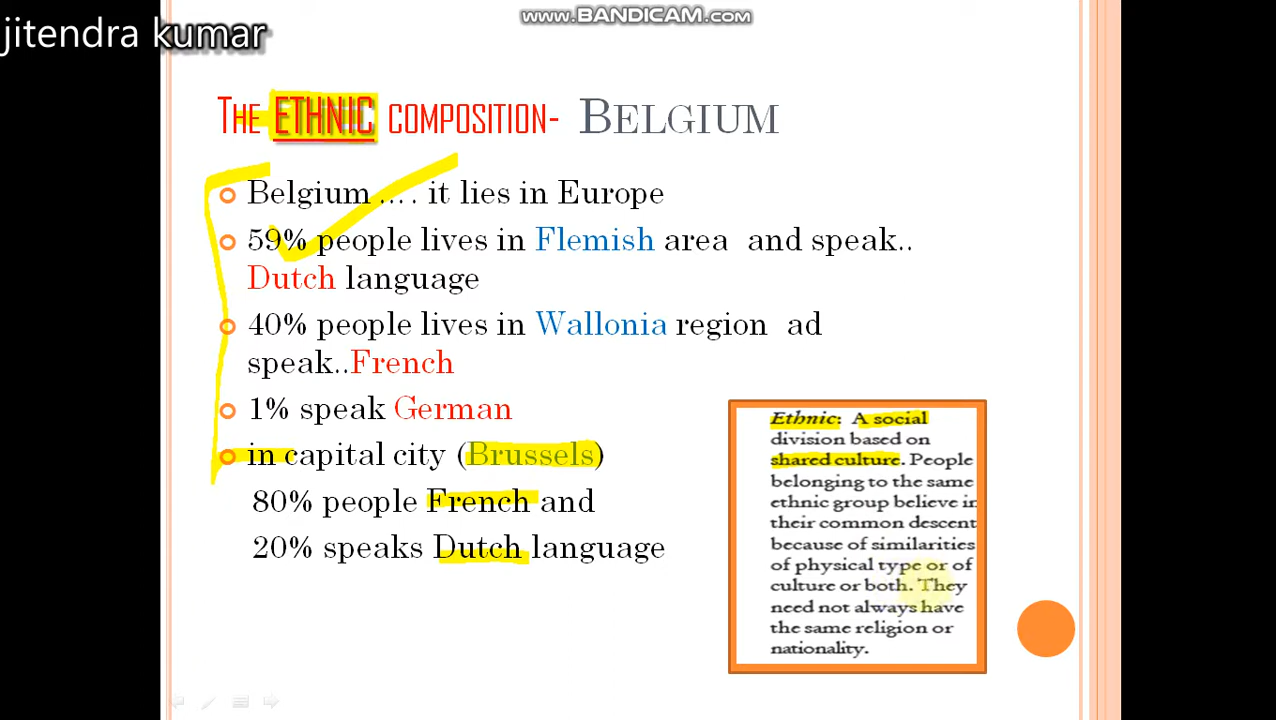 www.BANDICAM.com
jitendra kumar
THE ETHNIC COMPOSITION- BELGIUM
Belgium .... it lies in Europe
59% people lives in Flemish area and speak..
Dutch language
40% people lives in Wallonia region ad
speak..French
1% speak German
in capital city (Brussels)
80% people French and
20% speaks Dutch language
Ethnic: A social
division based on
shared culture. People
belonging to the same
ethnic group believe in
their common descent
because of similarities
of physical type or of
culture or both. They
need not always have
the same religion or
nationality.